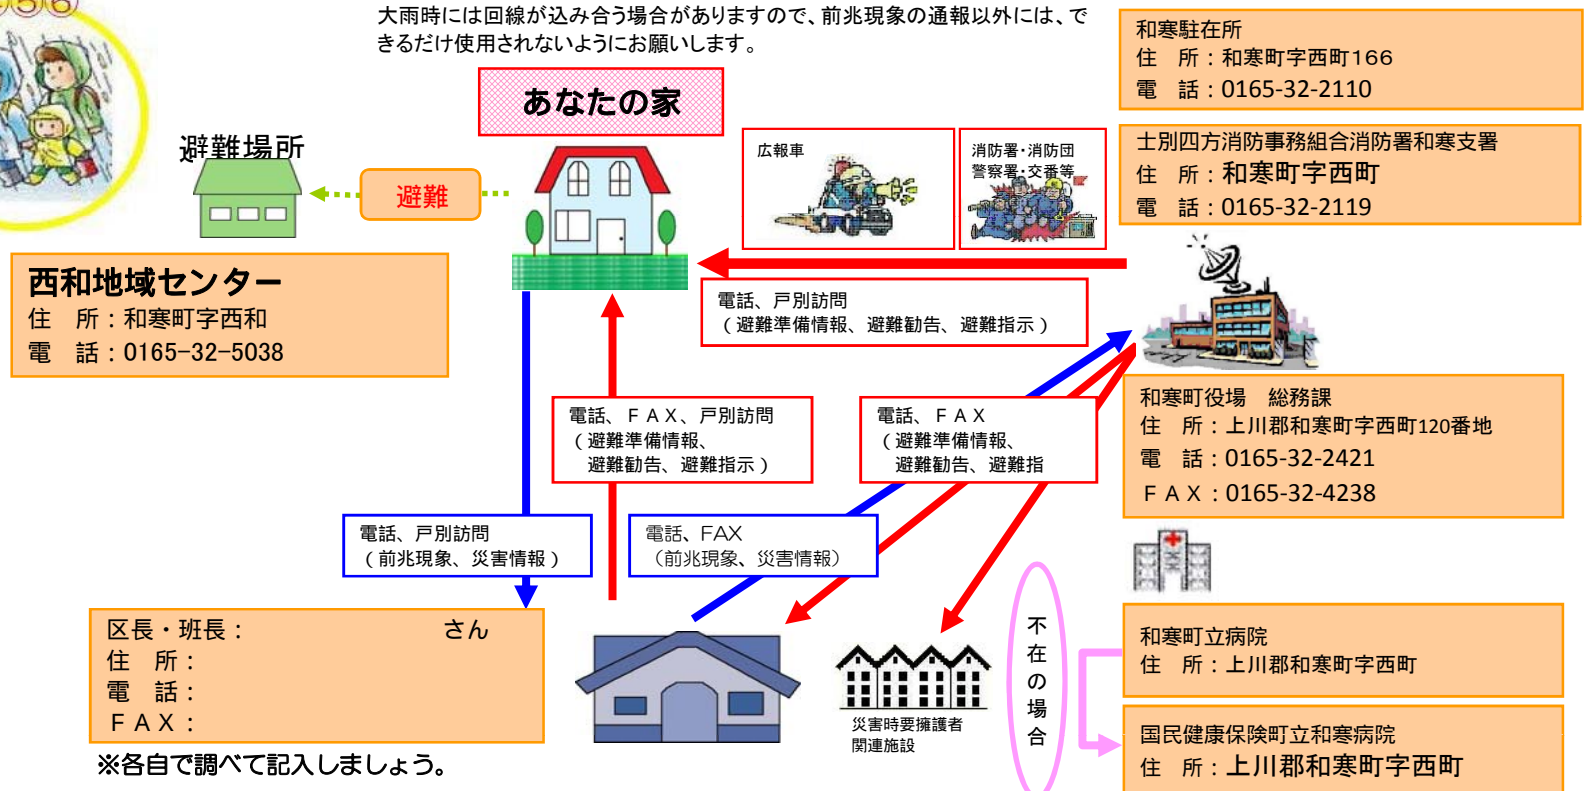 ⑤⑥
大雨時には回線が込み合う場合がありますので、前兆現象の通報以外には、で
きるだけ使用されないようにお願いします。
和寒駐在所
住　所：和寒町字西町166
電　話：0165-32-2110
あなたの家
避難場所
避難
広報車
消防署・消防団
警察署・交番等
士別四方消防事務組合消防署和寒支署
住　所：和寒町字西町
電　話：0165-32-2119
西和地域センター
住　所：和寒町字西和
電　話：0165-32-5038
電話、戸別訪問
（避難準備情報、避難勧告、避難指示）
電話、ＦＡＸ、戸別訪問
（避難準備情報、
避難勧告、避難指示）
電話、ＦＡＸ
（避難準備情報、
避難勧告、避難指
和寒町役場　総務課
住　所：上川郡和寒町字西町120番地
電　話：0165-32-2421
ＦＡＸ：0165-32-4238
電話、戸別訪問
（前兆現象、災害情報）
電話、FAX
（前兆現象、災害情報）
区長・班長：　　　　　　　さん
住　所：
電　話：
ＦＡＸ：
※各自で調べて記入しましょう。
災害時要擁護者
関連施設
不在の場合
和寒町立病院
住　所：上川郡和寒町字西町
国民健康保険町立和寒病院
住　所：上川郡和寒町字西町